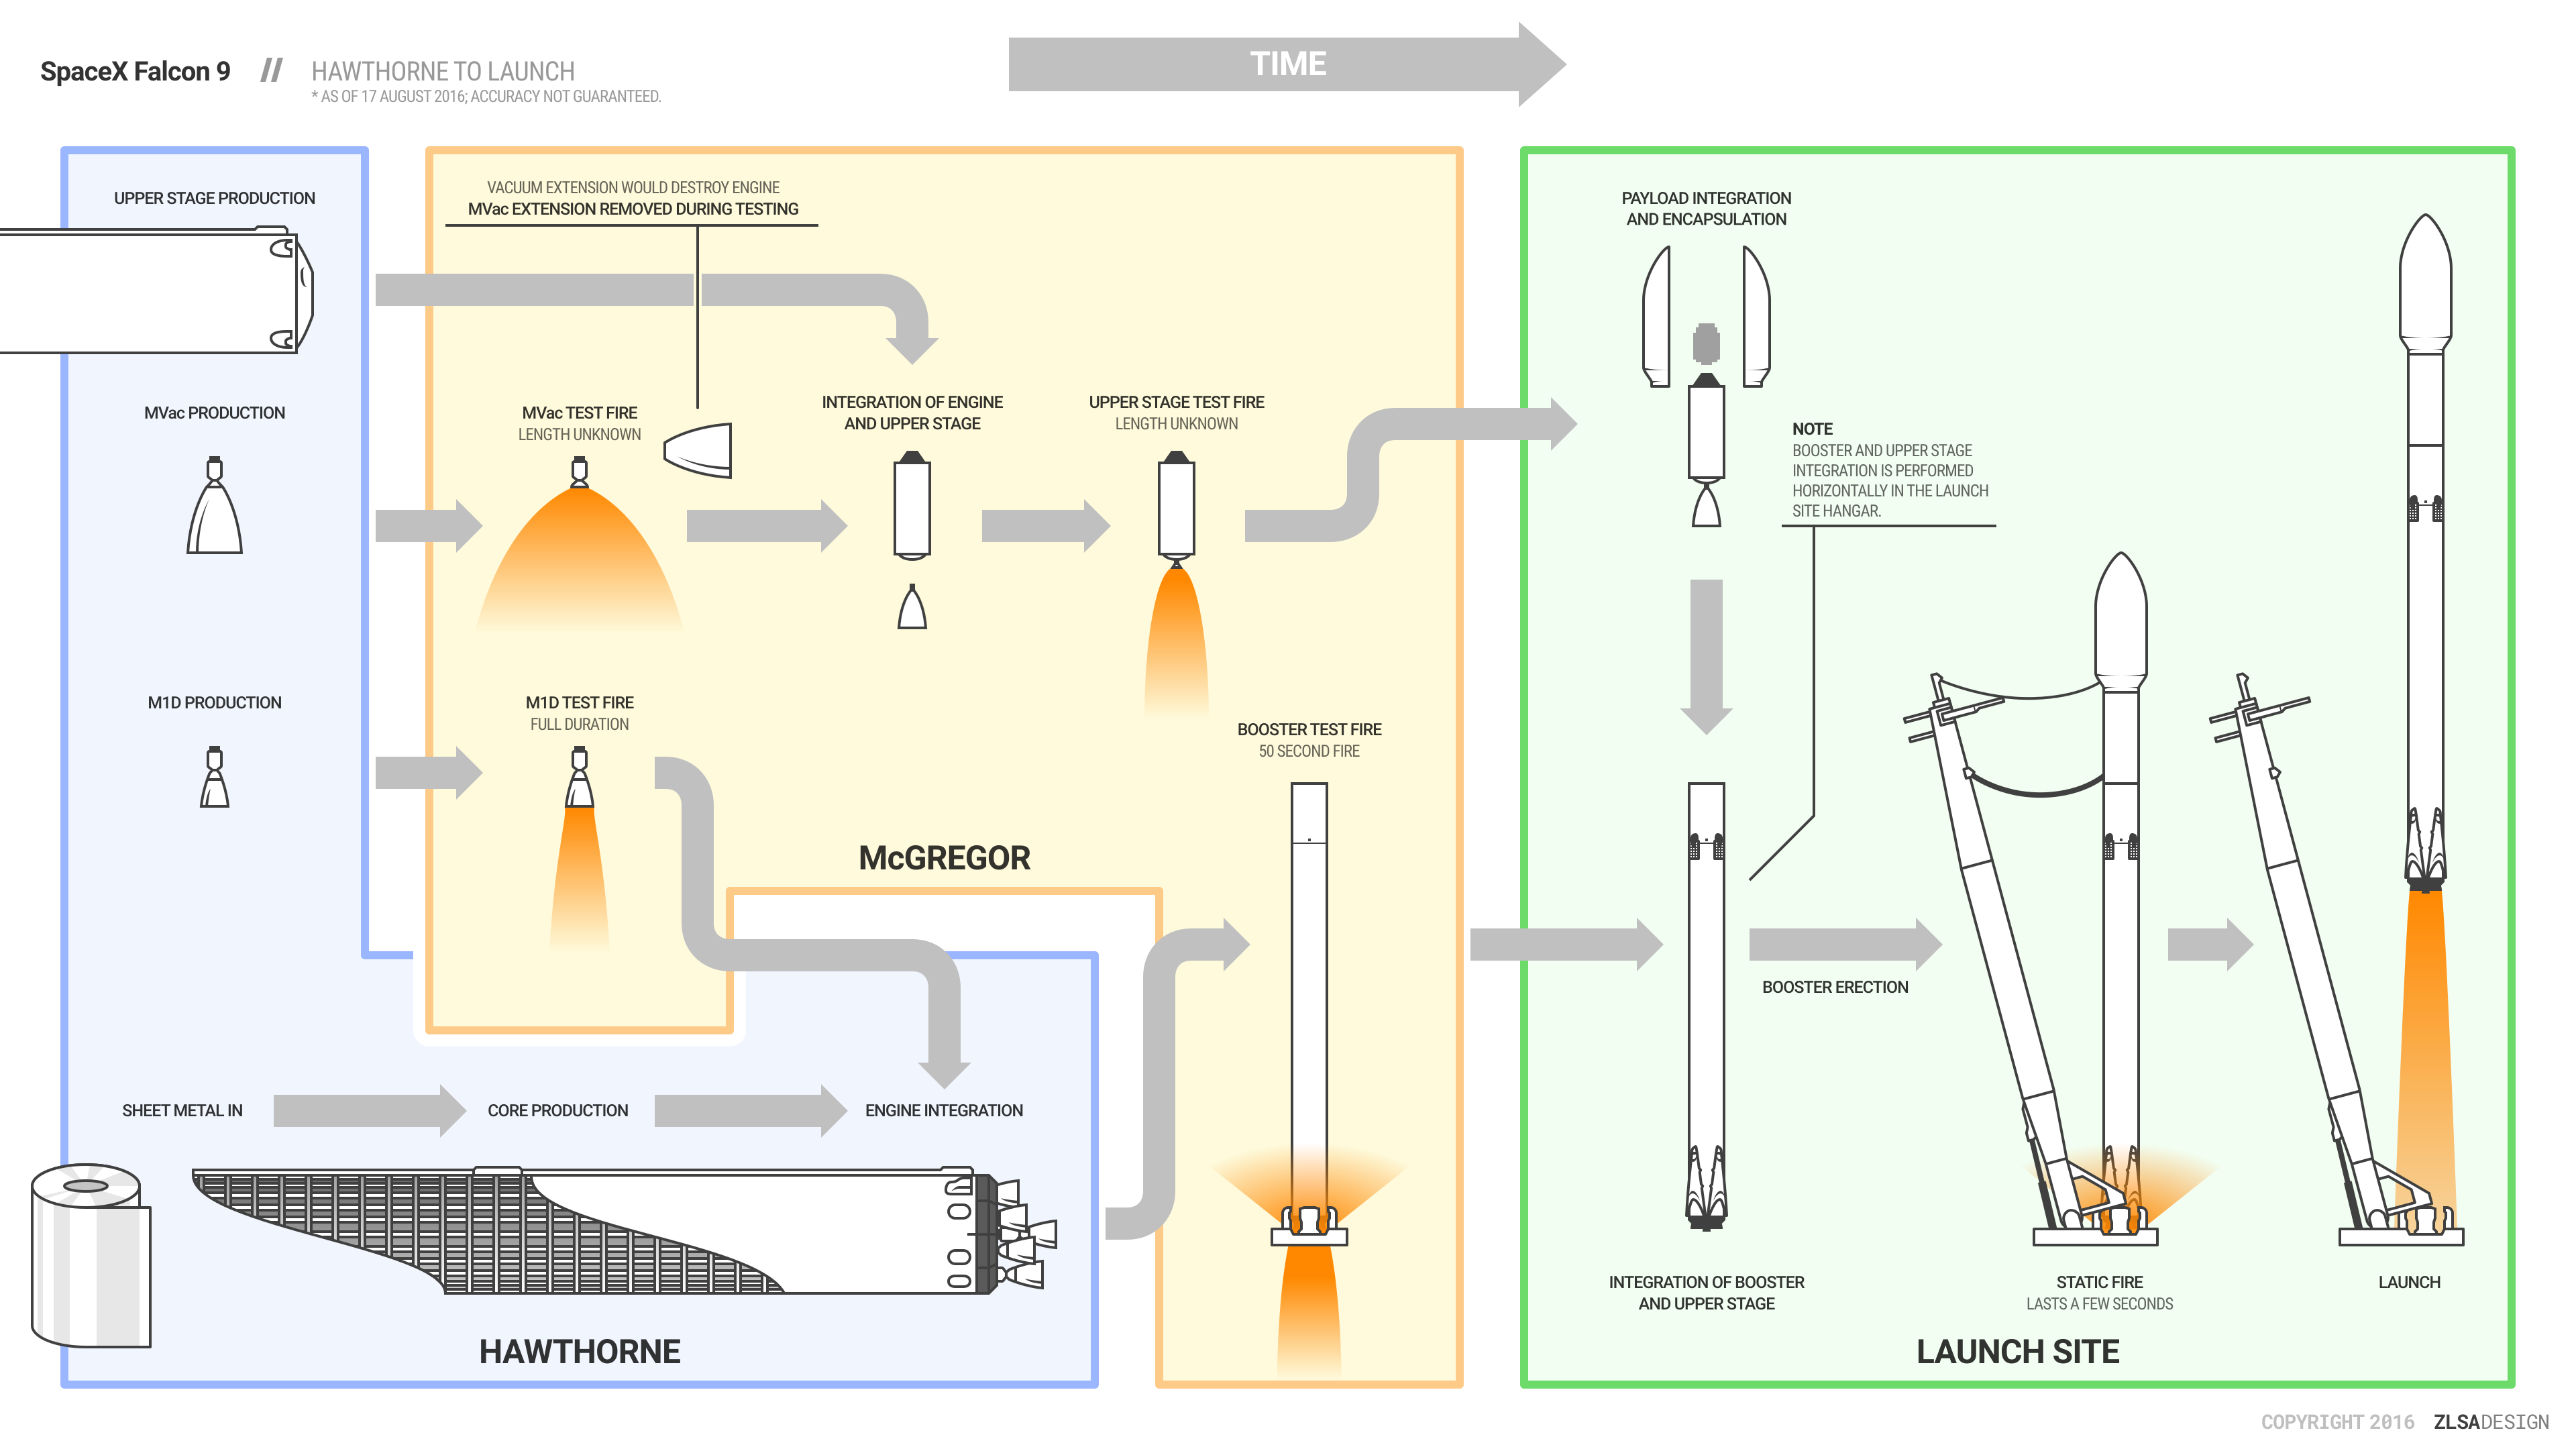 SpaceX Falcon 9 // HAWTHORNE TO LAUNCH
* AS OF 17 AUGUST 2016; ACCURACY NOT GUARANTEED.
TIME
UPPER STAGE PRODUCTION
MVac PRODUCTION
M1D PRODUCTION
SHEET METAL IN
CORE PRODUCTION
ENGINE INTEGRATION
HAWTHORNE
VACUUM EXTENSION WOULD DESTROY ENGINE
MVac EXTENSION REMOVED DURING TESTING
MVac TEST FIRE
LENGTH UNKNOWN
INTEGRATION OF ENGINE
AND UPPER STAGE
UPPER STAGE TEST FIRE
LENGTH UNKNOWN
M1D TEST FIRE
FULL DURATION
BOOSTER TEST FIRE
50 SECOND FIRE
McGREGOR
PAYLOAD INTEGRATION
AND ENCAPSULATION
NOTE
BOOSTER AND UPPER STAGE
INTEGRATION IS PERFORMED
HORIZONTALLY IN THE LAUNCH
SITE HANGAR.
BOOSTER ERECTION
INTEGRATION OF BOOSTER
AND UPPER STAGE
STATIC FIRE
LASTS A FEW SECONDS
LAUNCH
LAUNCH SITE
COPYRIGHT 2016 ZLSADESIGN